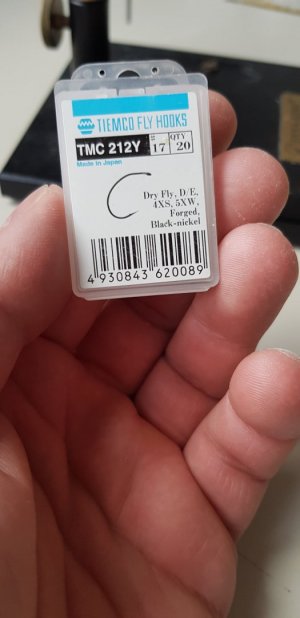 TIEMCO FLY HOOKS
TMC 212Y 17 QTY 20
Made In Japan
Dry Fly, D/E,
4XS, 5XW,
Forged,
Black-nickel
4 930843 620089